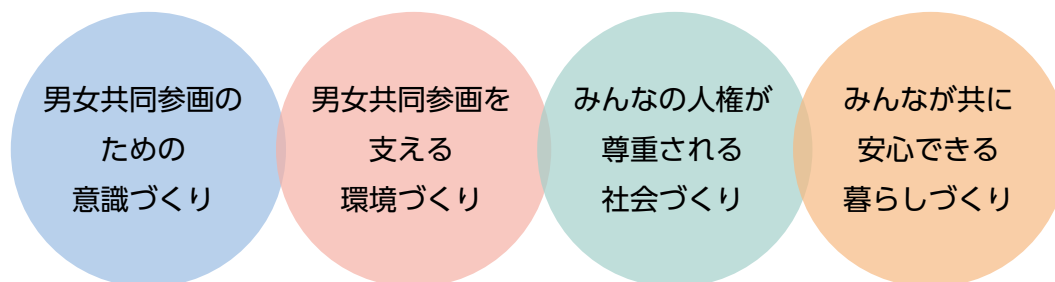 男女共同参画の
ための
意識づくり
男女共同参画を
支える
環境づくり
みんなの人権が
尊重される
社会づくり
みんなが共に
安心できる
暮らしづくり